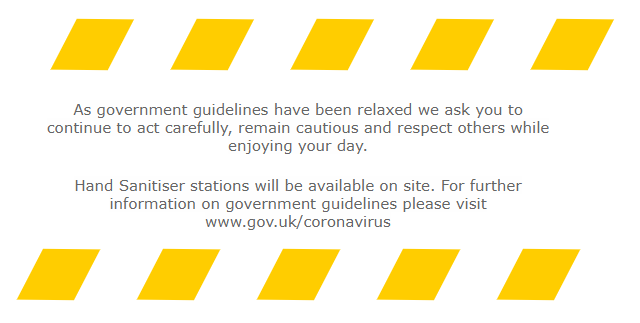 As government guidelines have been relaxed we ask you to
continue to act carefully, remain cautious and respect others while
enjoying your day.
Hand Sanitiser stations will be available on site. For further
information on government guidelines please visit
www.gov.uk/coronavirus